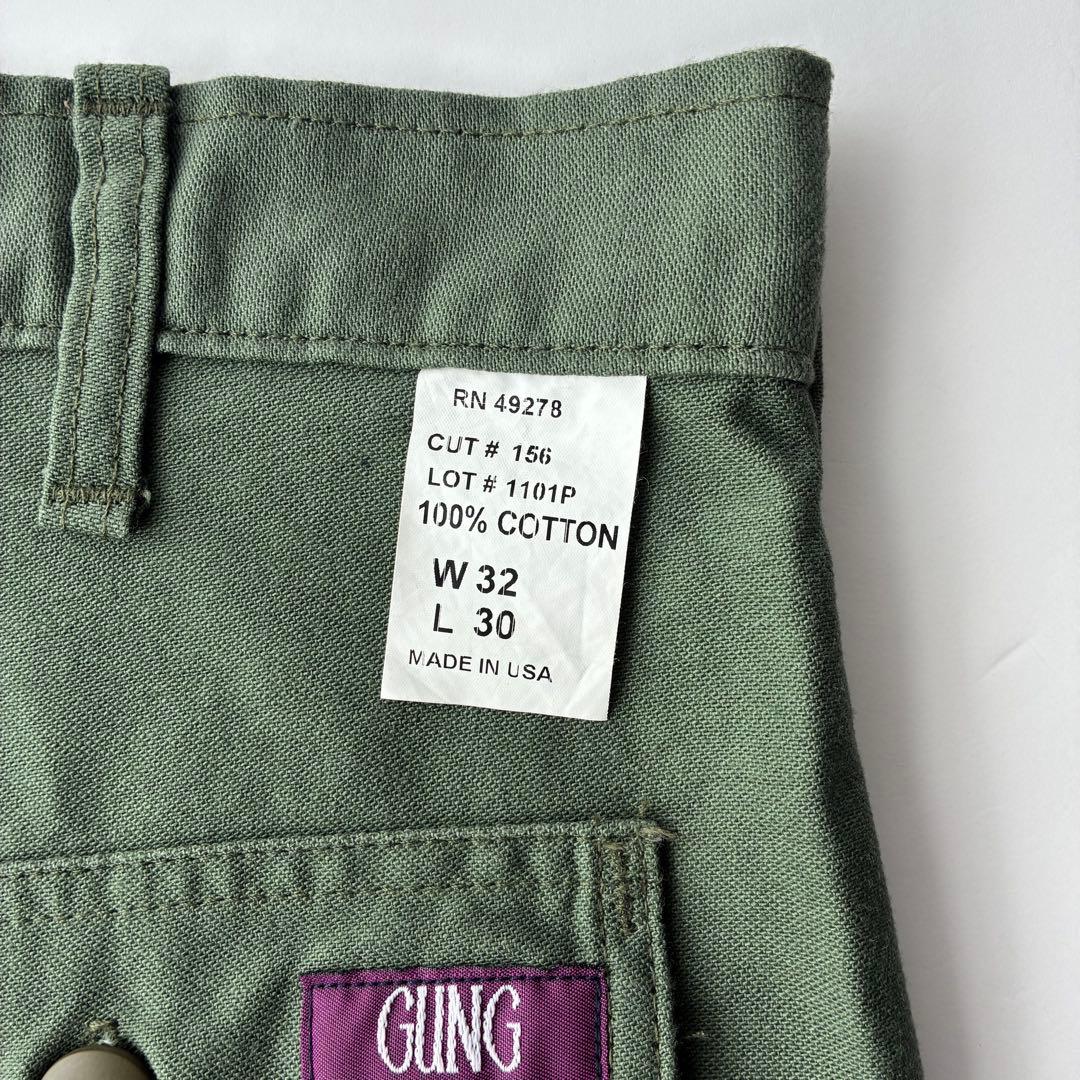 RN 49278
CUT # 156
LOT # 1101P
100% COTTON
W 32
L 30
MADE IN USA
GUNG